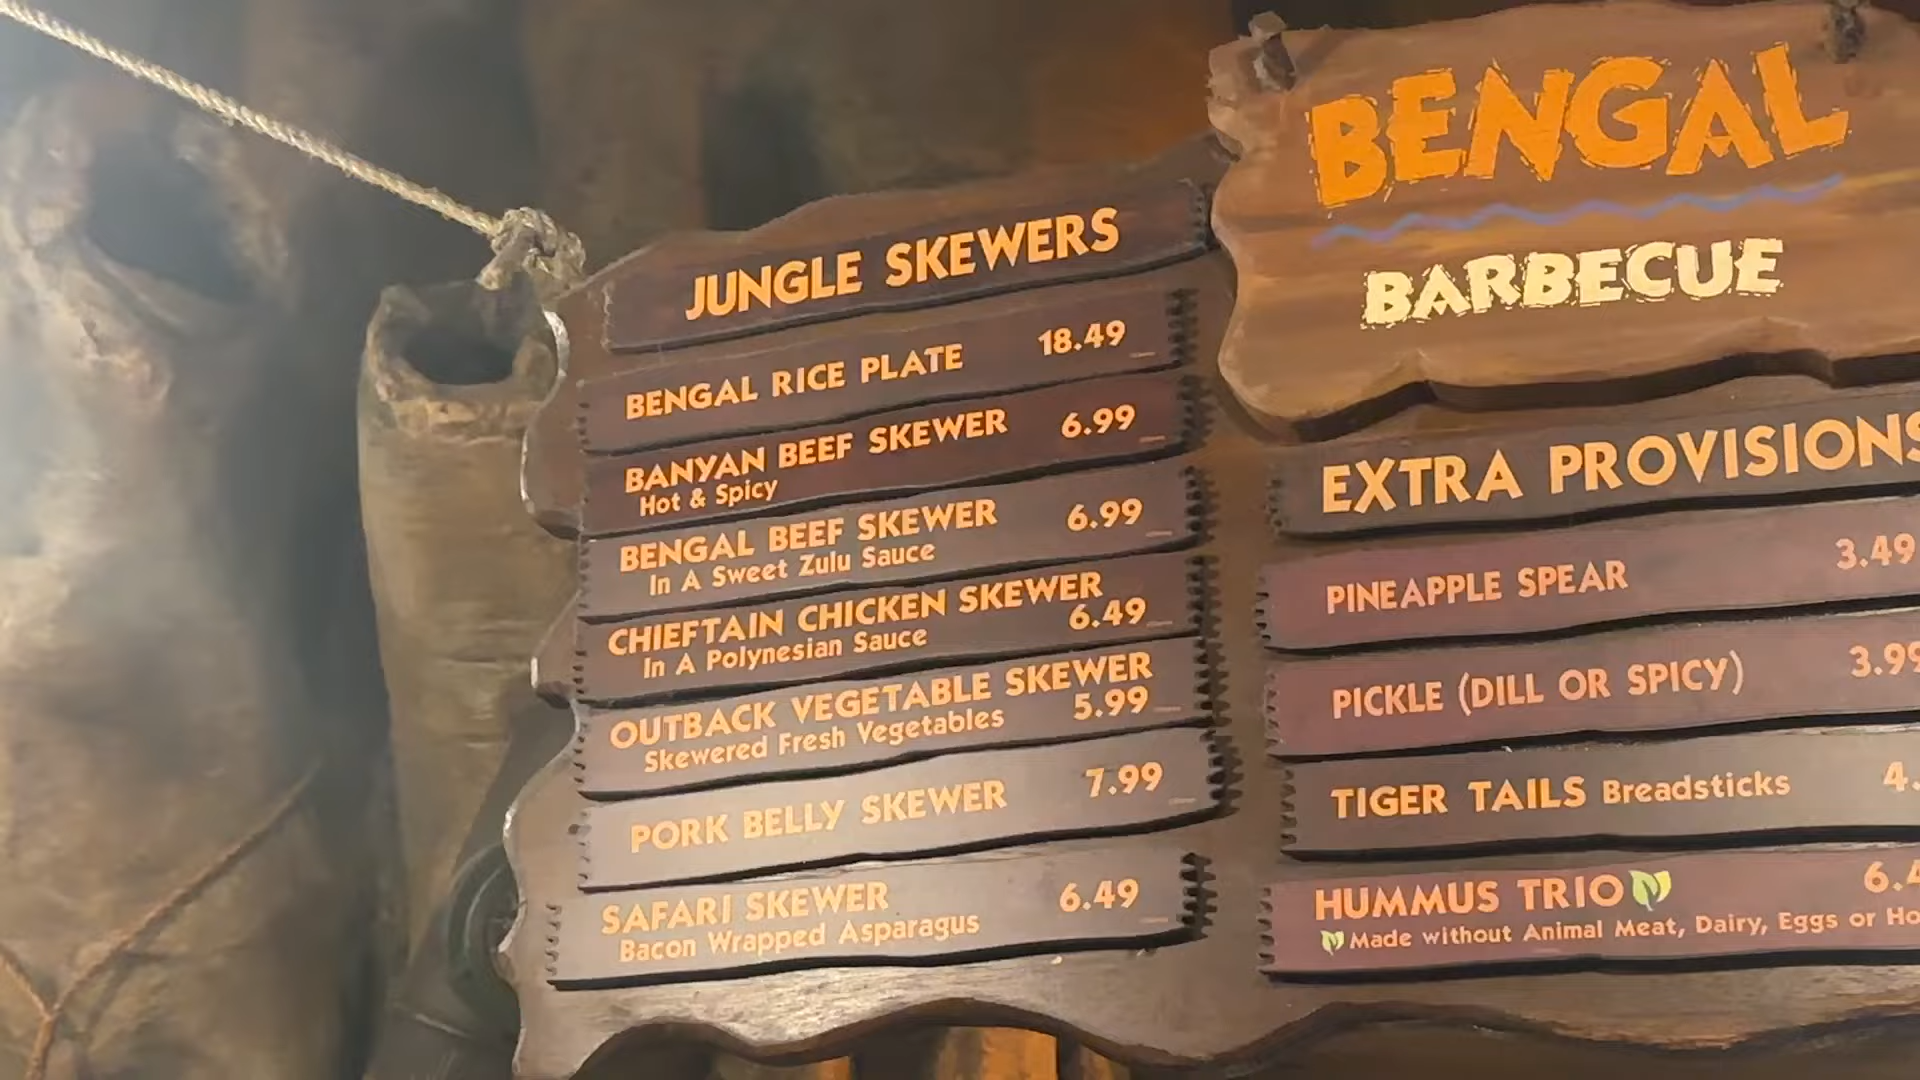 BENGAL
BARBECUE
JUNGLE SKEWERS
BENGAL RICE PLATE 18.49
BANYAN BEEF SKEWER 6.99
Hot & Spicy
BENGAL BEEF SKEWER 6.99
In A Sweet Zulu Sauce
CHIEFTAIN CHICKEN SKEWER
In A Polynesian Sauce 6.49
OUTBACK VEGETABLE SKEWER
Skewered Fresh Vegetables 5.99
PORK BELLY SKEWER 7.99
SAFARI SKEWER 6.49
Bacon Wrapped Asparagus
EXTRA PROVISIONS
PINEAPPLE SPEAR 3.49
PICKLE (DILL OR SPICY) 3.99
TIGER TAILS Breadsticks 4.
HUMMUS TRIO 6.4
Made without Animal Meat, Dairy, Eggs or Ho